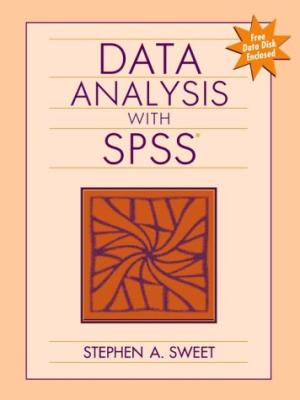 Free
Data Disk
Enclosed
DATA
ANALYSIS
WITH
SPSS®
STEPHEN A. SWEET